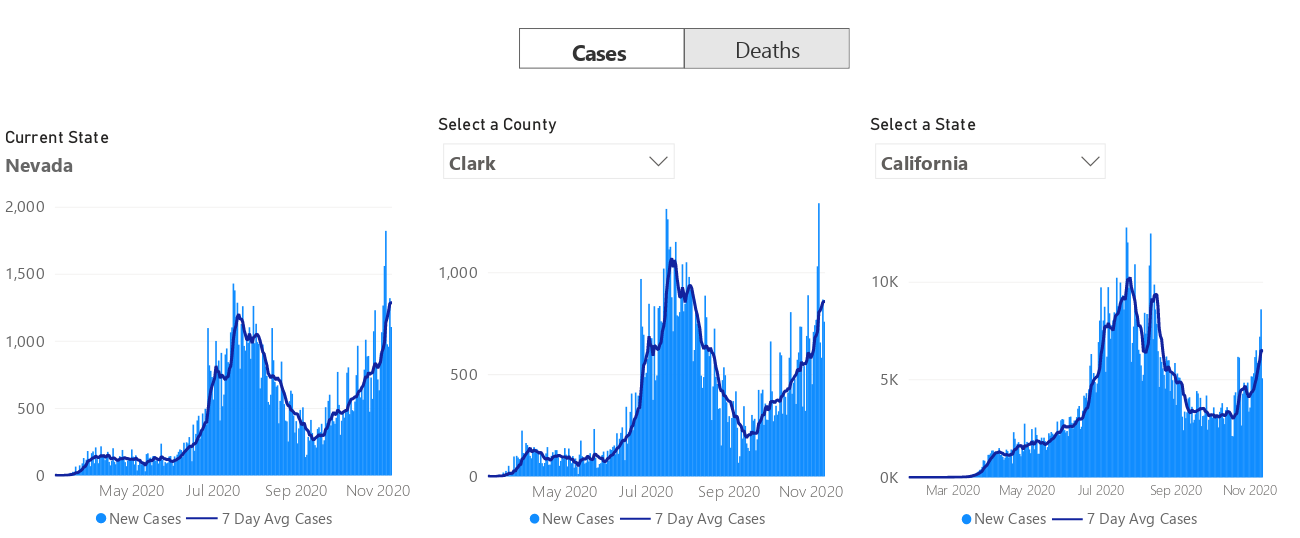 Cases Deaths
Current State
Nevada
2,000
1,500
1,000
500
0
May 2020 Jul 2020 Sep 2020 Nov 2020
New Cases 7 Day Avg Cases
Select a County
Clark
1,000
500
0
May 2020 Jul 2020 Sep 2020 Nov 2020
New Cases 7 Day Avg Cases
Select a State
California
10K
5K
0K
Mar 2020 May 2020 Jul 2020 Sep 2020 Nov 2020
New Cases 7 Day Avg Cases